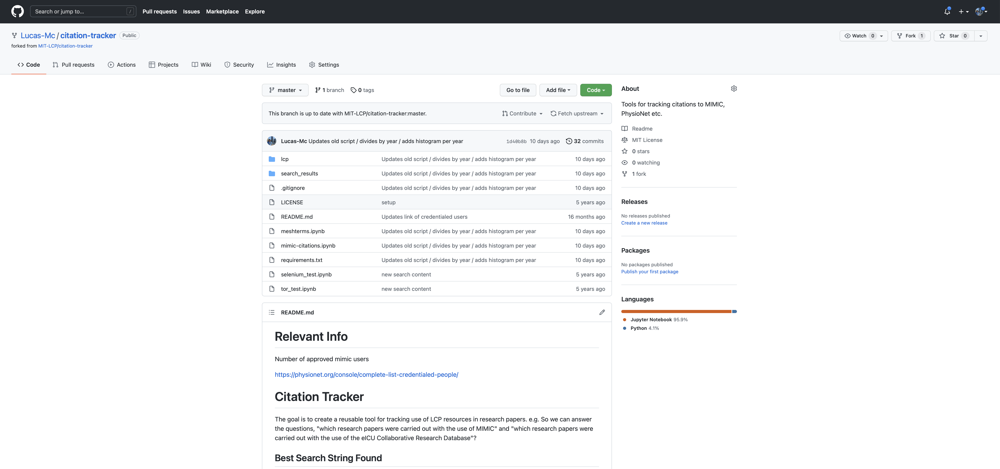 Search or jump to... /
Pull requests Issues Marketplace Explore
Lucas-Mc / citation-tracker Public
forked from MIT-LCP/citation-tracker
Watch 0 Fork 1 Star 0
Code Pull requests Actions Projects Wiki Security Insights Settings
master 1 branch 0 tags Go to file Add file Code
This branch is up to date with MIT-LCP/citation-tracker:master. Contribute Fetch upstream
Lucas-Mc Updates old script / divides by year / adds histogram per year 1d40b8b 10 days ago 32 commits
lcp Updates old script / divides by year / adds histogram per year 10 days ago
search_results Updates old script / divides by year / adds histogram per year 10 days ago
.gitignore Updates old script / divides by year / adds histogram per year 10 days ago
LICENSE setup 5 years ago
README.md Updates link of credentialed users 16 months ago
meshterms.ipynb Updates old script / divides by year / adds histogram per year 10 days ago
mimic-citations.ipynb Updates old script / divides by year / adds histogram per year 10 days ago
requirements.txt Updates old script / divides by year / adds histogram per year 10 days ago
selenium_test.ipynb new search content 5 years ago
tor_test.ipynb new search content 5 years ago
README.md
Relevant Info
Number of approved mimic users
https://physionet.org/console/complete-list-credentialed-people/
Citation Tracker
The goal is to create a reusable tool for tracking use of LCP resources in research papers. e.g. So we can answer
the questions, "which research papers were carried out with the use of MIMIC" and "which research papers were
carried out with the use of the eICU Collaborative Research Database"?
Best Search String Found
About
Tools for tracking citations to MIMIC,
PhysioNet etc.
Readme
MIT License
0 stars
0 watching
1 fork
Releases
No releases published
Create a new release
Packages
No packages published
Publish your first package
Languages
Jupyter Notebook 95.9%
Python 4.1%